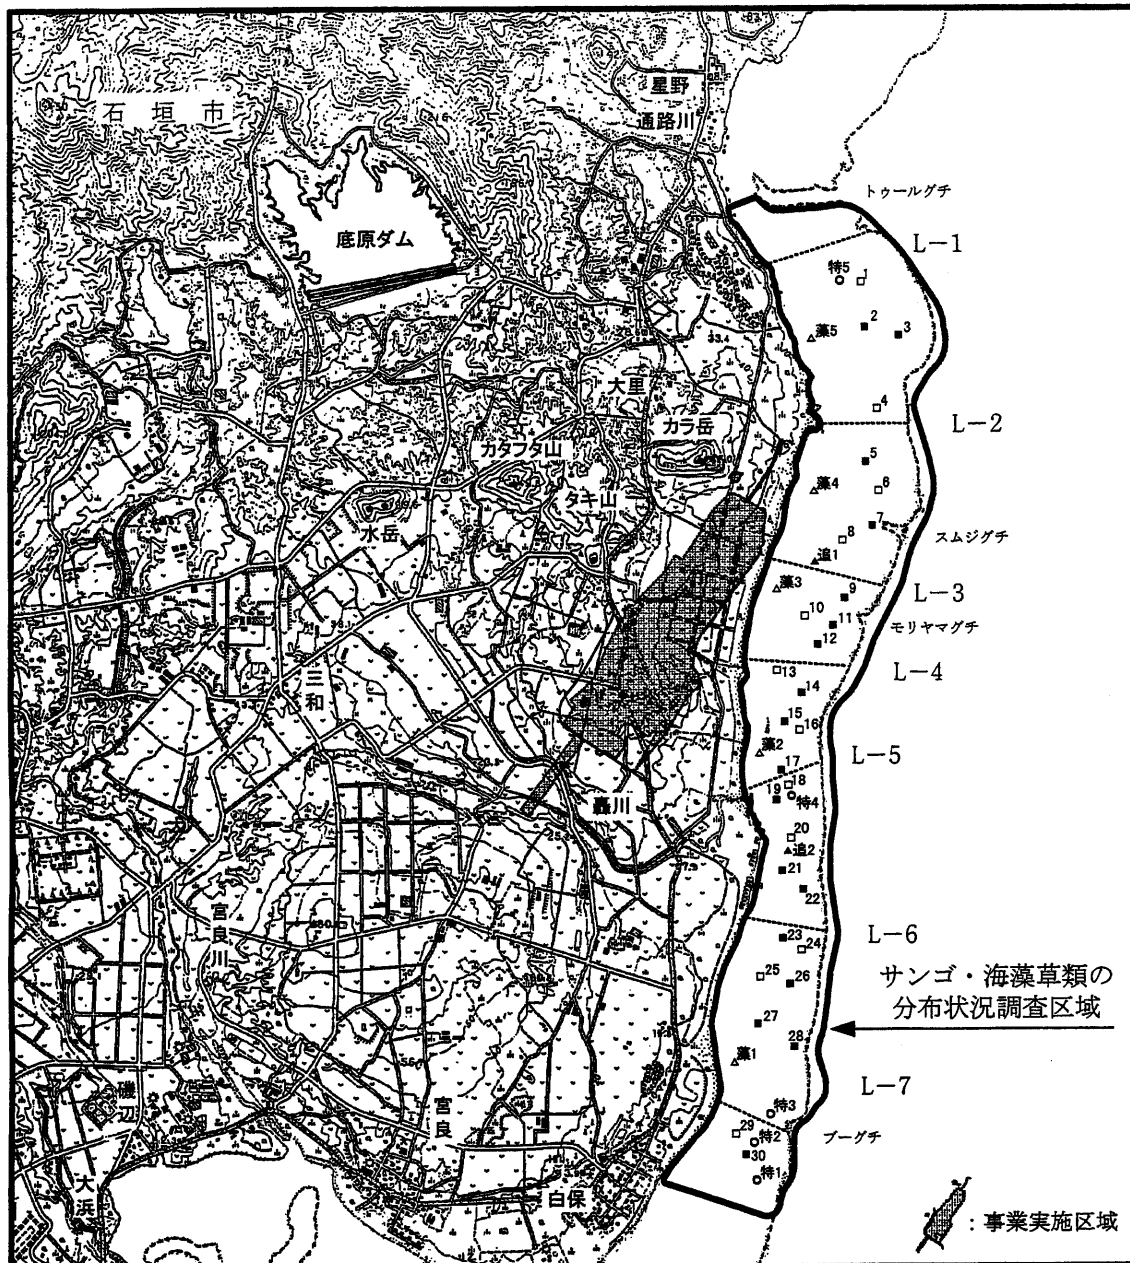 星野
石垣市
通路川
トゥールグチ
底原ダム
L-1
特5
1
2
3
藻5
33.4
大里
4
カラ岳
L-2
カタフタ山
5
タキ山
藻4
6
水岳
7
スムジグチ
8
追1
藻3
9
L-3
10
11
モリヤマグチ
12
13
L-4
三和
14
15
16
藻2
L-5
17
18
19
特4
轟川
20
追2
21
22
宮良川
23
L-6
24
サンゴ・海藻草類の
分布状況調査区域
25
26
27
28
藻1
磯辺
L-7
宮良
特3
29
特2
ブーグチ
30
大浜
特1
白保
:事業実施区域